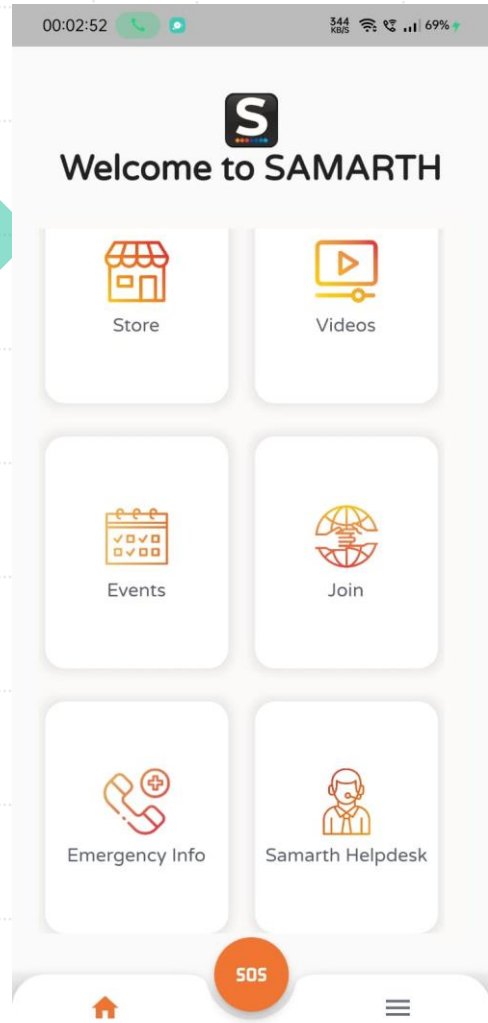 00:02:52 344 KB/S 69%
S
Welcome to SAMARTH
Store Videos
Events Join
Emergency Info Samarth Helpdesk
SOS